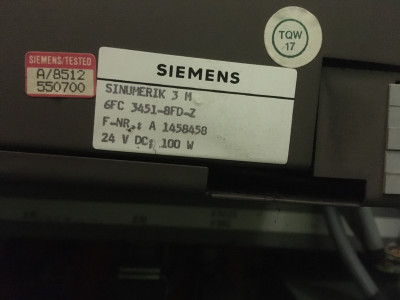 TQW
17
SIEMENS/TESTED
A/8512
550700
SIEMENS
SINUMERIK 3 M
6FC 3451-8FD-Z
F-NR.: A 1458458
24 V DC; 100 W